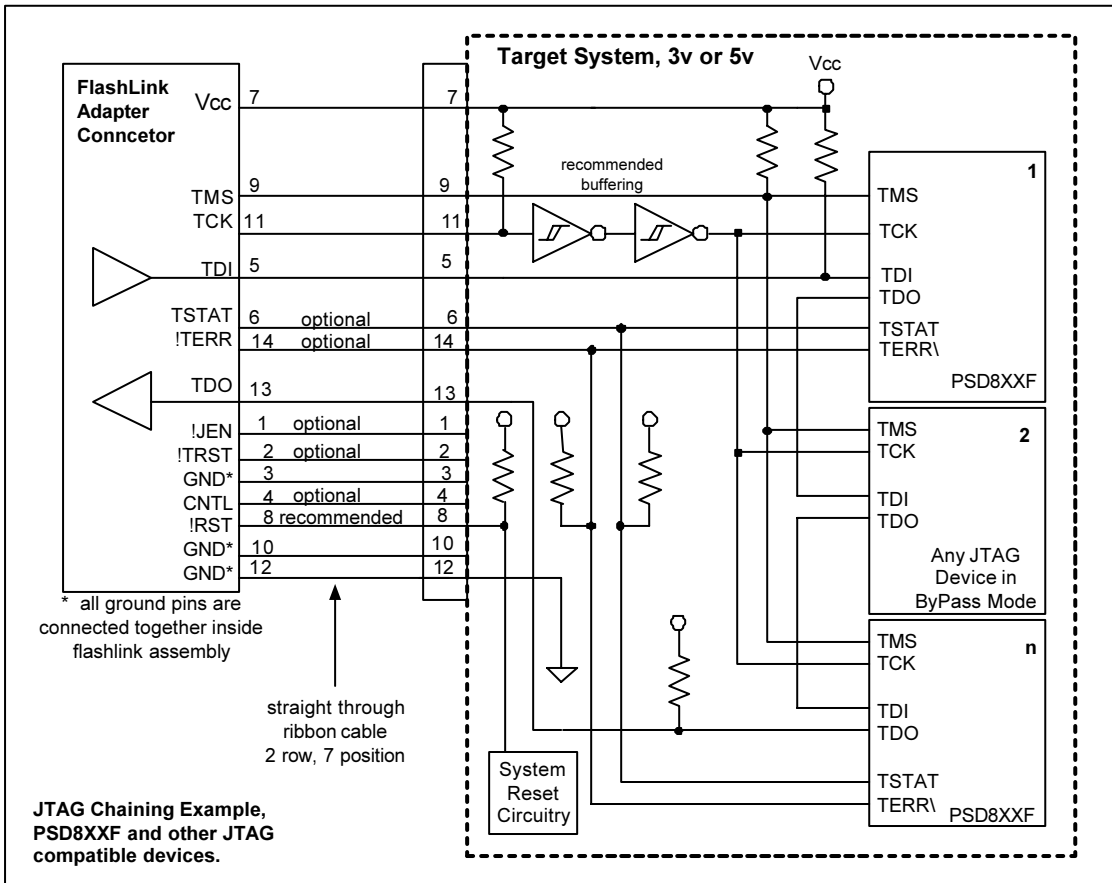 FlashLink
Adapter
Conncetor
Vcc 7
TMS 9
TCK 11
TDI 5
TSTAT 6 optional
!TERR 14 optional
TDO 13
!JEN 1 optional
!TRST 2 optional
GND* 3
CNTL 4 optional
!RST 8 recommended
GND* 10
GND* 12
* all ground pins are
connected together inside
flashlink assembly
straight through
ribbon cable
2 row, 7 position
JTAG Chaining Example,
PSD8XXF and other JTAG
compatible devices.
7
9
11
5
6
14
13
1
2
3
4
8
10
12
Target System, 3v or 5v
Vcc
recommended
buffering
System
Reset
Circuitry
1
TMS
TCK
TDI
TDO
TSTAT
TERR\
PSD8XXF
2
TMS
TCK
TDI
TDO
Any JTAG
Device in
ByPass Mode
n
TMS
TCK
TDI
TDO
TSTAT
TERR\
PSD8XXF